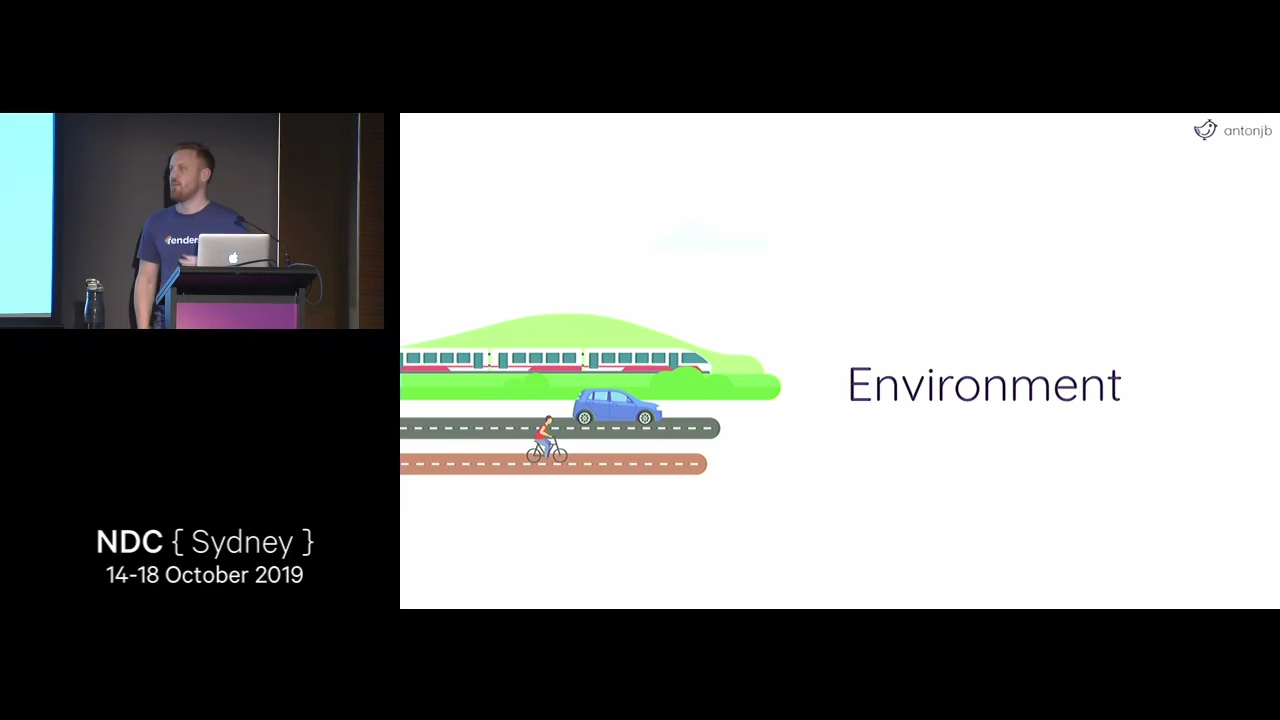 antonjb
Environment
NDC { Sydney }
14-18 October 2019